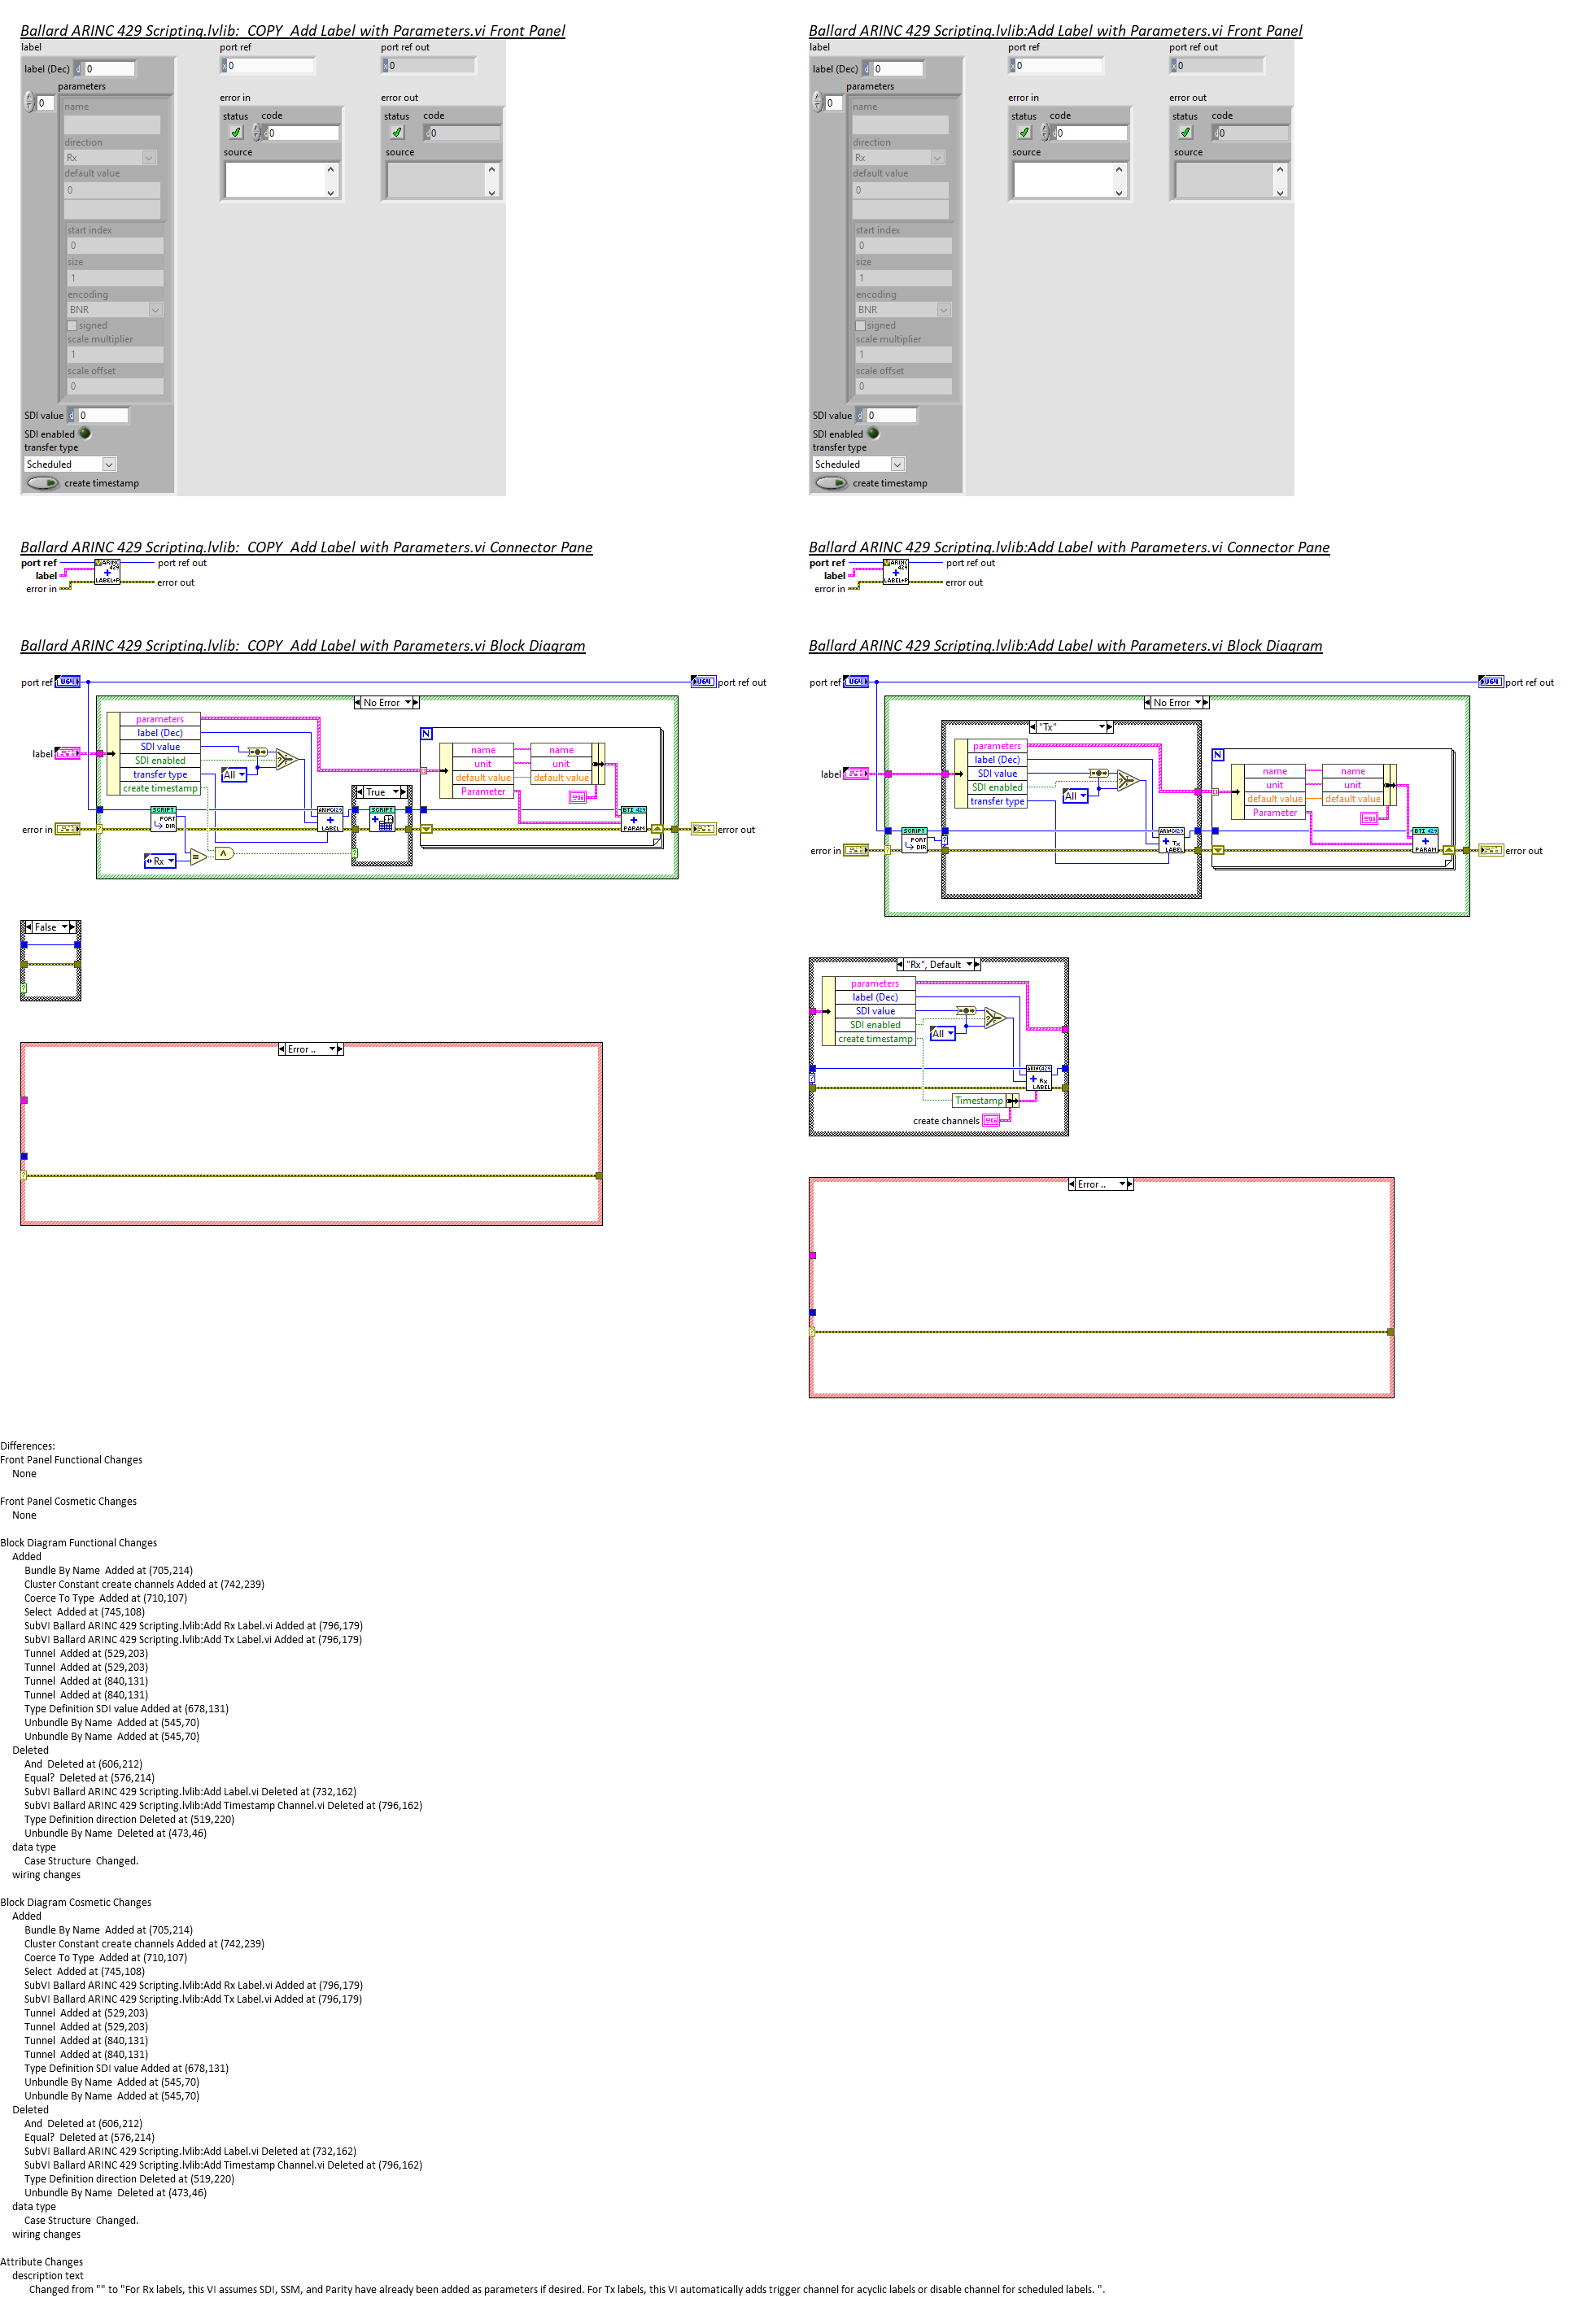 Ballard ARINC 429 Scripting.lvlib:  COPY  Add Label with Parameters.vi Front Panel
label
port ref
port ref out
label (Dec)
d
0
x
0
x
0
parameters
0
name
error in
error out
status
code
status
code
d
0
d
0
direction
Rx
source
source
default value
0
start index
0
size
1
encoding
BNR
signed
scale multiplier
1
scale offset
0
SDI value
d
0
SDI enabled
transfer type
Scheduled
create timestamp
Ballard ARINC 429 Scripting.lvlib:Add Label with Parameters.vi Front Panel
label
port ref
port ref out
label (Dec)
d
0
x
0
x
0
parameters
0
name
error in
error out
status
code
status
code
d
0
d
0
direction
Rx
source
source
default value
0
start index
0
size
1
encoding
BNR
signed
scale multiplier
1
scale offset
0
SDI value
d
0
SDI enabled
transfer type
Scheduled
create timestamp
Ballard ARINC 429 Scripting.lvlib:  COPY  Add Label with Parameters.vi Connector Pane
port ref
ARINC
429
port ref out
label
LABEL+P
error out
error in
Ballard ARINC 429 Scripting.lvlib:Add Label with Parameters.vi Connector Pane
port ref
ARINC
429
port ref out
label
LABEL+P
error out
error in
Ballard ARINC 429 Scripting.lvlib:  COPY  Add Label with Parameters.vi Block Diagram
port ref
U64
U64
port ref out
No Error
parameters
label (Dec)
SDI value
SDI enabled
transfer type
create timestamp
label
All
N
name
name
unit
unit
default value
default value
Parameter
True
SCRIPT
PORT
DIR
ARINC429
LABEL
SCRIPT
BTI 429
PARAM
error in
error out
Rx
False
Error ..
Ballard ARINC 429 Scripting.lvlib:Add Label with Parameters.vi Block Diagram
port ref
U64
U64
port ref out
No Error
"Tx"
parameters
label (Dec)
SDI value
SDI enabled
transfer type
label
All
N
name
name
unit
unit
default value
default value
Parameter
SCRIPT
PORT
DIR
ARINC429
Tx
LABEL
BTI 429
PARAM
error in
error out
"Rx", Default
parameters
label (Dec)
SDI value
SDI enabled
create timestamp
All
ARINC429
Rx
LABEL
Timestamp
create channels
Error ..
Differences:
Front Panel Functional Changes
None
Front Panel Cosmetic Changes
None
Block Diagram Functional Changes
Added
Bundle By Name  Added at (705,214)
Cluster Constant create channels Added at (742,239)
Coerce To Type  Added at (710,107)
Select  Added at (745,108)
SubVI Ballard ARINC 429 Scripting.lvlib:Add Rx Label.vi Added at (796,179)
SubVI Ballard ARINC 429 Scripting.lvlib:Add Tx Label.vi Added at (796,179)
Tunnel  Added at (529,203)
Tunnel  Added at (529,203)
Tunnel  Added at (840,131)
Tunnel  Added at (840,131)
Type Definition SDI value Added at (678,131)
Unbundle By Name  Added at (545,70)
Unbundle By Name  Added at (545,70)
Deleted
And  Deleted at (606,212)
Equal?  Deleted at (576,214)
SubVI Ballard ARINC 429 Scripting.lvlib:Add Label.vi Deleted at (732,162)
SubVI Ballard ARINC 429 Scripting.lvlib:Add Timestamp Channel.vi Deleted at (796,162)
Type Definition direction Deleted at (519,220)
Unbundle By Name  Deleted at (473,46)
data type
Case Structure  Changed.
wiring changes
Block Diagram Cosmetic Changes
Added
Bundle By Name  Added at (705,214)
Cluster Constant create channels Added at (742,239)
Coerce To Type  Added at (710,107)
Select  Added at (745,108)
SubVI Ballard ARINC 429 Scripting.lvlib:Add Rx Label.vi Added at (796,179)
SubVI Ballard ARINC 429 Scripting.lvlib:Add Tx Label.vi Added at (796,179)
Tunnel  Added at (529,203)
Tunnel  Added at (529,203)
Tunnel  Added at (840,131)
Tunnel  Added at (840,131)
Type Definition SDI value Added at (678,131)
Unbundle By Name  Added at (545,70)
Unbundle By Name  Added at (545,70)
Deleted
And  Deleted at (606,212)
Equal?  Deleted at (576,214)
SubVI Ballard ARINC 429 Scripting.lvlib:Add Label.vi Deleted at (732,162)
SubVI Ballard ARINC 429 Scripting.lvlib:Add Timestamp Channel.vi Deleted at (796,162)
Type Definition direction Deleted at (519,220)
Unbundle By Name  Deleted at (473,46)
data type
Case Structure  Changed.
wiring changes
Attribute Changes
description text
Changed from "" to "For Rx labels, this VI assumes SDI, SSM, and Parity have already been added as parameters if desired. For Tx labels, this VI automatically adds trigger channel for acyclic labels or disable channel for scheduled labels. ".